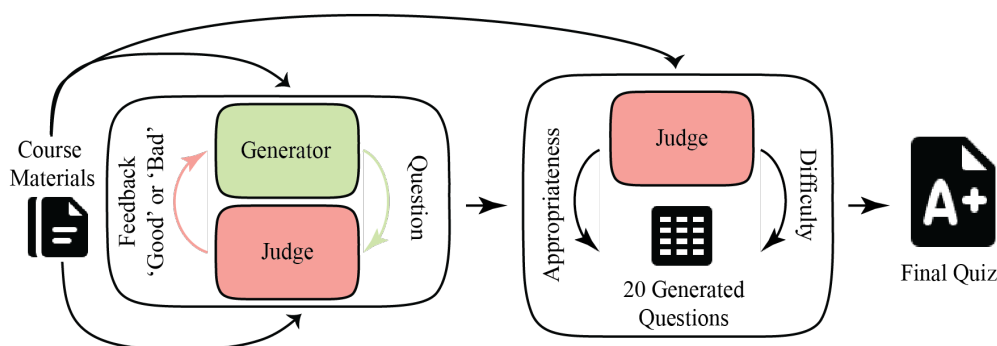 Course
Materials
Feedback
‘Good’ or ‘Bad’
Generator
Judge
Question
Appropriateness
Judge
Difficulty
20 Generated
Questions
A+
Final Quiz